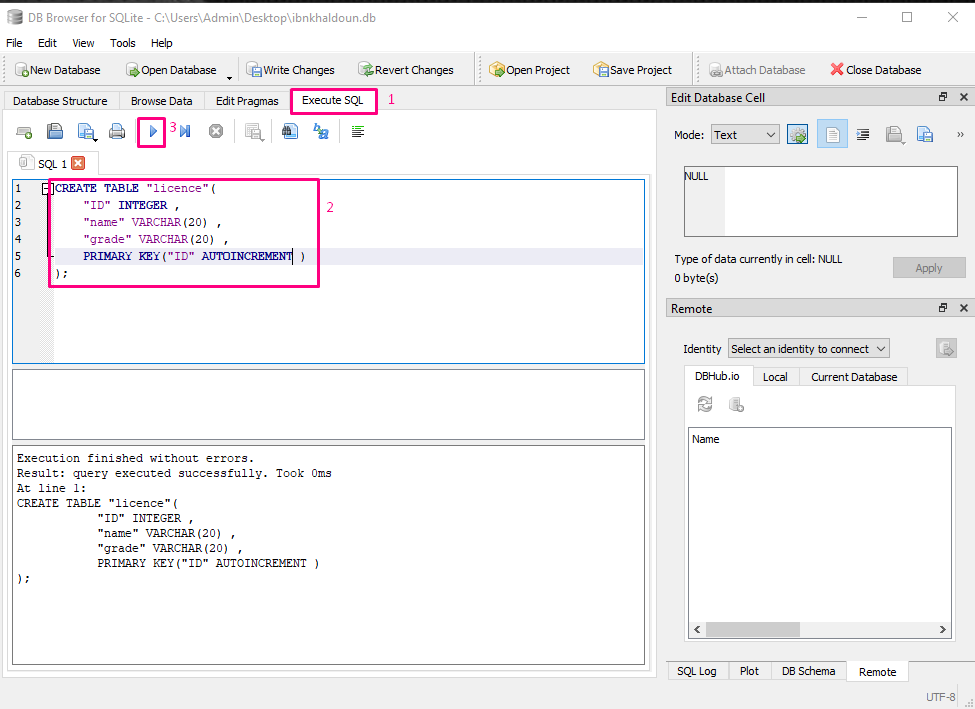 DB Browser for SQLite - C:\Users\Admin\Desktop\ibnkhaldoun.db
File Edit View Tools Help
New Database Open Database Write Changes Revert Changes Open Project Save Project Attach Database Close Database
Database Structure Browse Data Edit Pragmas Execute SQL 1
3
SQL 1
1 CREATE TABLE "licence"(
2 "ID" INTEGER ,
3 "name" VARCHAR(20) ,
4 "grade" VARCHAR(20) ,
5 PRIMARY KEY("ID" AUTOINCREMENT )
6 );
2
Execution finished without errors.
Result: query executed successfully. Took 0ms
At line 1:
CREATE TABLE "licence"(
"ID" INTEGER ,
"name" VARCHAR(20) ,
"grade" VARCHAR(20) ,
PRIMARY KEY("ID" AUTOINCREMENT )
);
Edit Database Cell
Mode: Text
NULL
Type of data currently in cell: NULL
0 byte(s)
Apply
Remote
Identity Select an identity to connect
DBHub.io Local Current Database
Name
SQL Log Plot DB Schema Remote
UTF-8